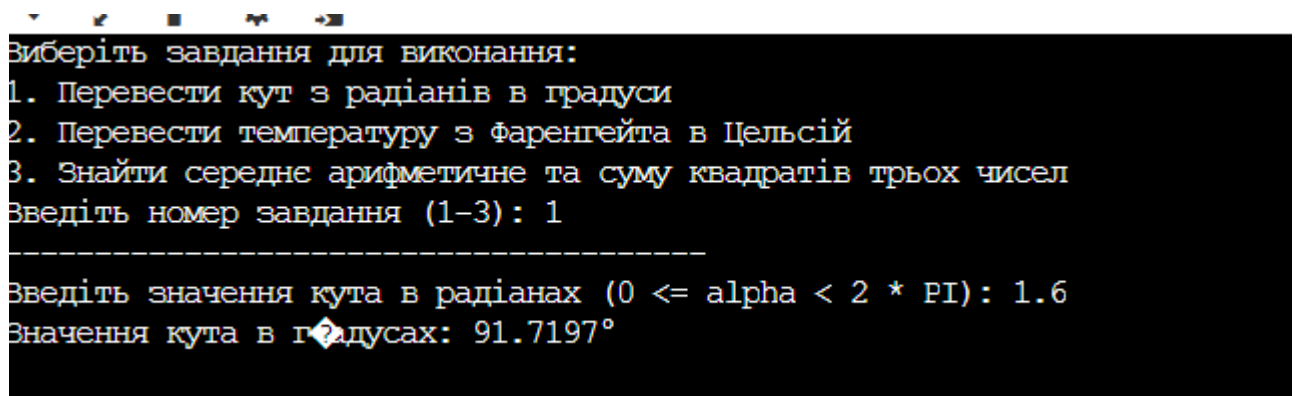 Виберіть завдання для виконання:
1. Перевести кут з радіанів в градуси
2. Перевести температуру з Фаренгейта в Цельсій
3. Знайти середнє арифметичне та суму квадратів трьох чисел
Введіть номер завдання (1-3): 1
----------------------------------------
Введіть значення кута в радіанах (0 <= alpha < 2 * PI): 1.6
Значення кута в г�адусах: 91.7197°